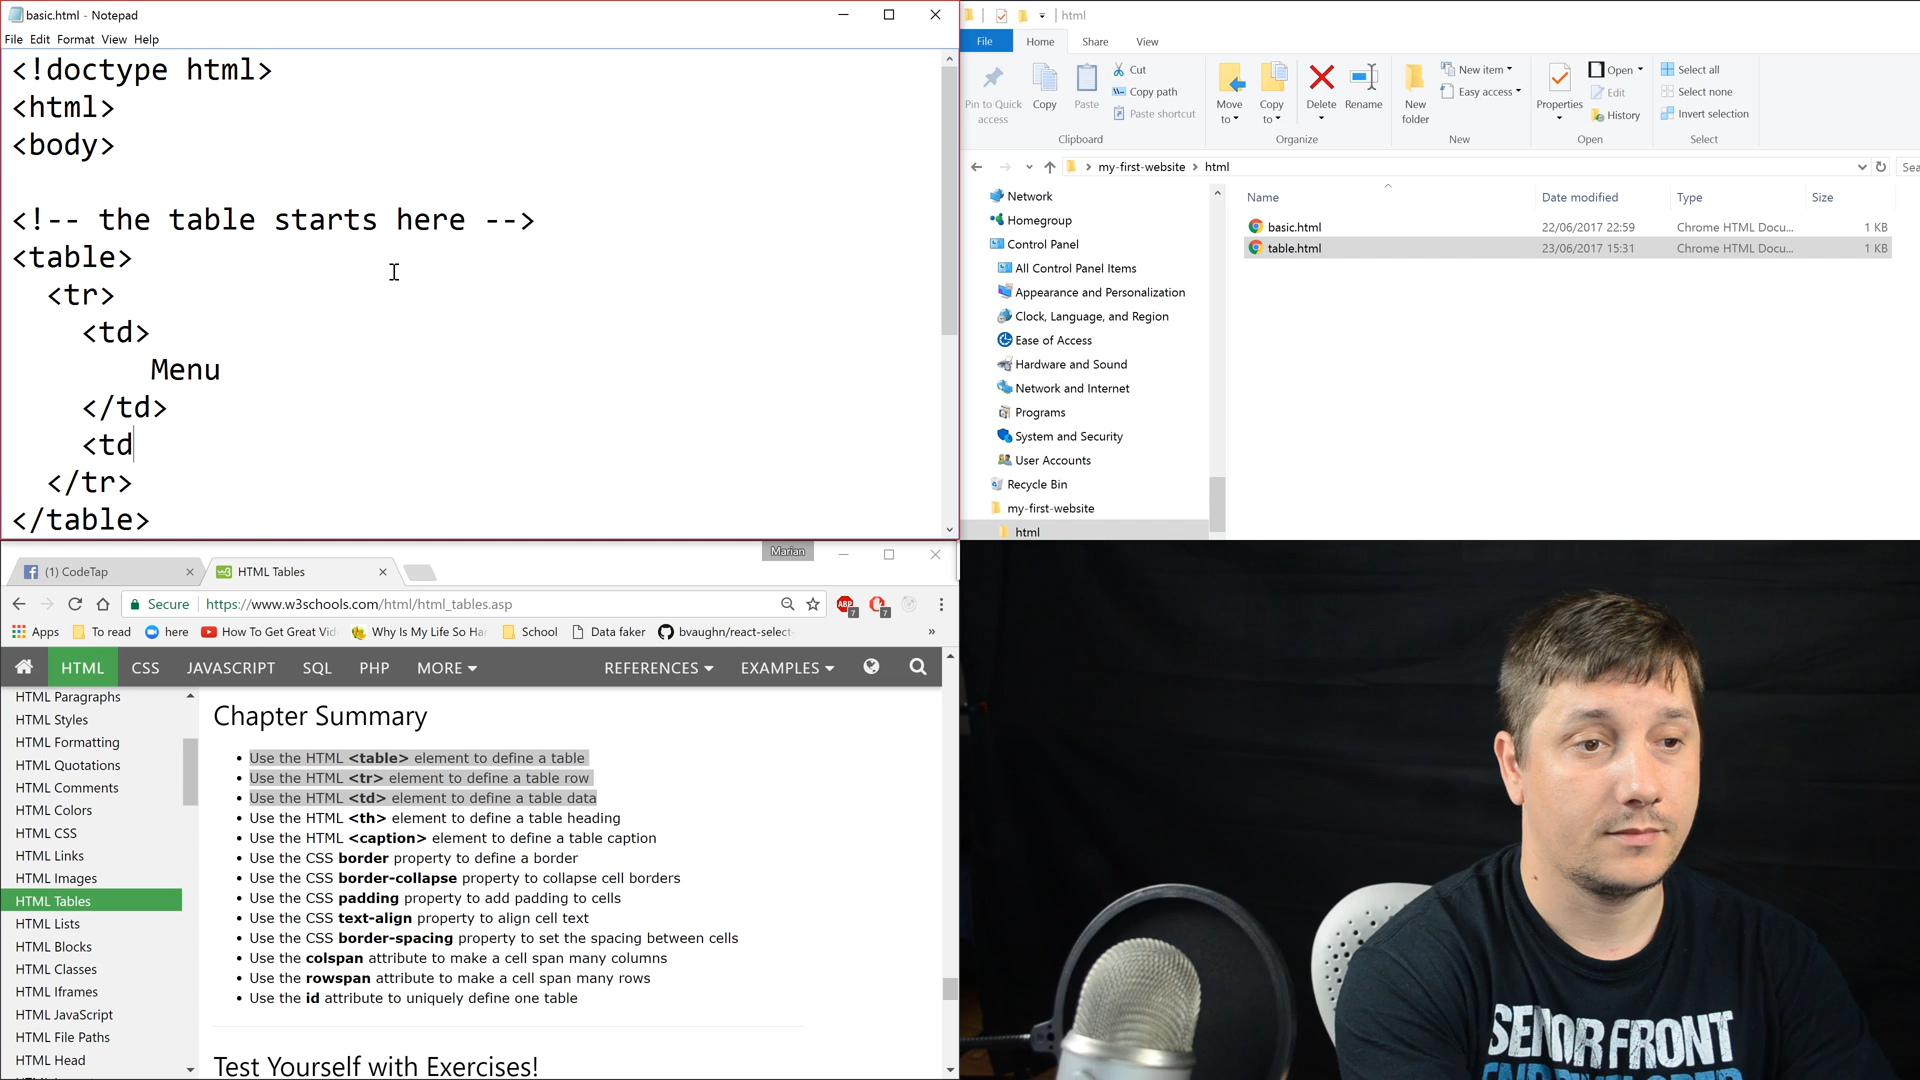 basic.html - Notepad
File Edit Format View Help
<!doctype html>
<html>
<body>
<!-- the table starts here -->
<table>
<tr>
<td>
Menu
</td>
<td
</tr>
</table>
html
File Home Share View
Pin to Quick access
Copy
Paste
Cut
Copy path
Paste shortcut
Clipboard
Move to
Copy to
Delete
Rename
Organize
New folder
New item
Easy access
New
Properties
Open
Edit
History
Open
Select all
Select none
Invert selection
Select
my-first-website > html
Sea
Network
Homegroup
Control Panel
All Control Panel Items
Appearance and Personalization
Clock, Language, and Region
Ease of Access
Hardware and Sound
Network and Internet
Programs
System and Security
User Accounts
Recycle Bin
my-first-website
html
Name Date modified Type Size
basic.html 22/06/2017 22:59 Chrome HTML Docu... 1 KB
table.html 23/06/2017 15:31 Chrome HTML Docu... 1 KB
Marian
(1) CodeTap
HTML Tables
Secure https://www.w3schools.com/html/html_tables.asp
ABP 7 7
Apps To read here How To Get Great Vid Why Is My Life So Ha School Data faker bvaughn/react-select- »
HTML CSS JAVASCRIPT SQL PHP MORE REFERENCES EXAMPLES
HTML Paragraphs
HTML Styles
HTML Formatting
HTML Quotations
HTML Comments
HTML Colors
HTML CSS
HTML Links
HTML Images
HTML Tables
HTML Lists
HTML Blocks
HTML Classes
HTML Iframes
HTML JavaScript
HTML File Paths
HTML Head
Chapter Summary
• Use the HTML <table> element to define a table
• Use the HTML <tr> element to define a table row
• Use the HTML <td> element to define a table data
• Use the HTML <th> element to define a table heading
• Use the HTML <caption> element to define a table caption
• Use the CSS border property to define a border
• Use the CSS border-collapse property to collapse cell borders
• Use the CSS padding property to add padding to cells
• Use the CSS text-align property to align cell text
• Use the CSS border-spacing property to set the spacing between cells
• Use the colspan attribute to make a cell span many columns
• Use the rowspan attribute to make a cell span many rows
• Use the id attribute to uniquely define one table
Test Yourself with Exercises!
SENIOR FRONT